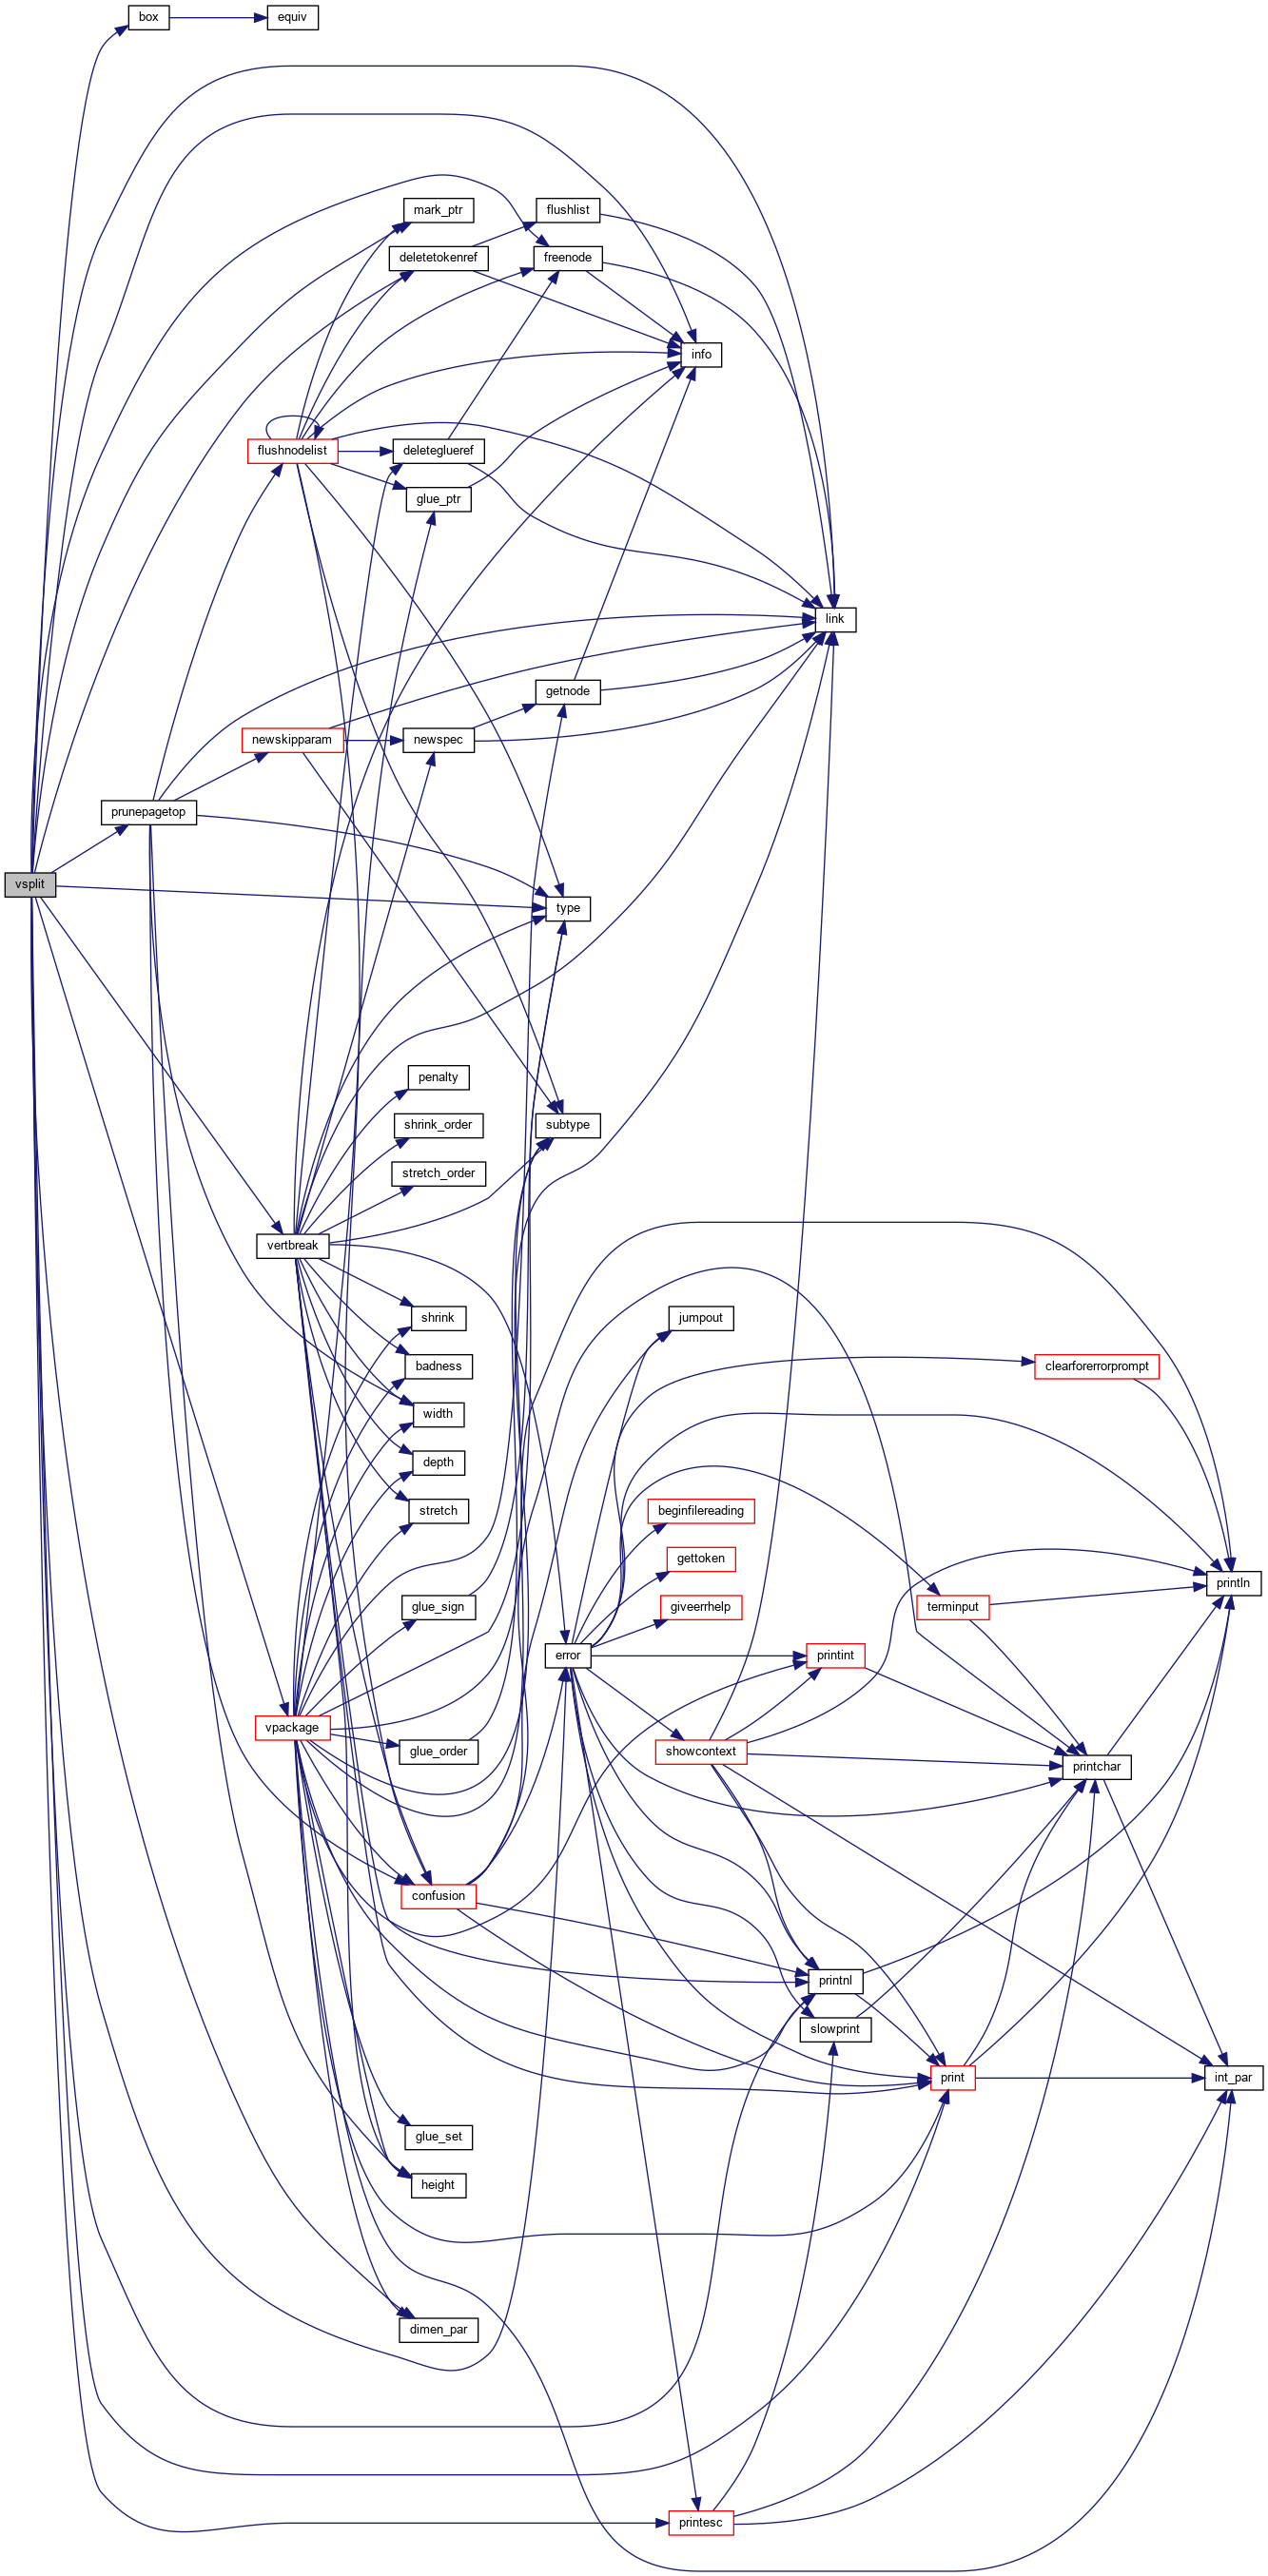 box
equiv
mark_ptr
flushlist
deletetokenref
freenode
info
flushnodelist
deleteglueref
glue_ptr
link
getnode
newskipparam
newspec
prunepagetop
vsplit
type
penalty
shrink_order
subtype
stretch_order
vertbreak
shrink
jumpout
badness
clearforerrorprompt
width
depth
stretch
beginfilereading
gettoken
println
glue_sign
giveerrhelp
terminput
error
printint
vpackage
glue_order
showcontext
printchar
confusion
printnl
slowprint
print
int_par
glue_set
height
dimen_par
printesc